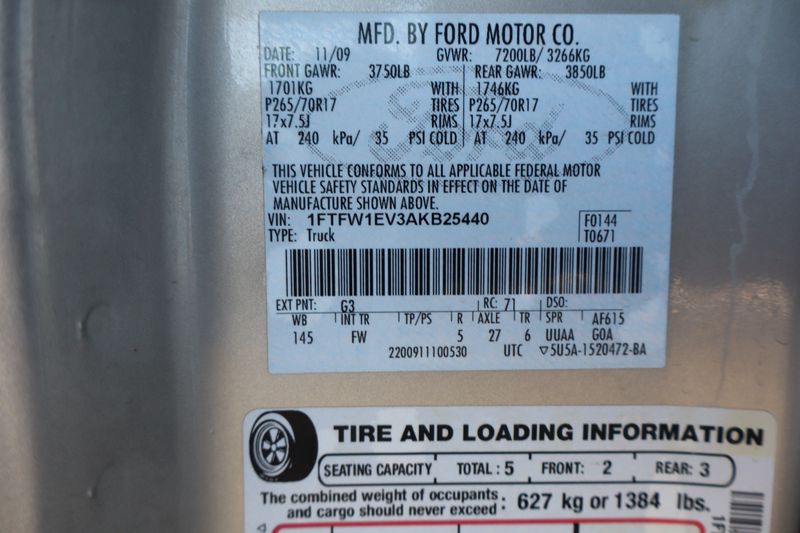 MFD. BY FORD MOTOR CO.
DATE: 11/09 GVWR: 7200LB/ 3266KG
FRONT GAWR: 3750LB REAR GAWR: 3850LB
1701KG WITH 1746KG WITH
P265/70R17 TIRES P265/70R17 TIRES
17x7.5J RIMS 17x7.5J RIMS
AT 240 kPa/ 35 PSI COLD AT 240 kPa/ 35 PSI COLD
THIS VEHICLE CONFORMS TO ALL APPLICABLE FEDERAL MOTOR
VEHICLE SAFETY STANDARDS IN EFFECT ON THE DATE OF
MANUFACTURE SHOWN ABOVE.
VIN: 1FTFW1EV3AKB25440 F0144
TYPE: Truck T0671
EXT PNT: G3 RC: 71 DSO:
WB INT TR TP/PS R AXLE TR SPR AF615
145 FW 5 27 6 UUAA GOA
2200911100530 UTC ▽5U5A-1520472-BA
TIRE AND LOADING INFORMATION
SEATING CAPACITY TOTAL : 5 FRONT: 2 REAR: 3
The combined weight of occupants
and cargo should never exceed : 627 kg or 1384 lbs.